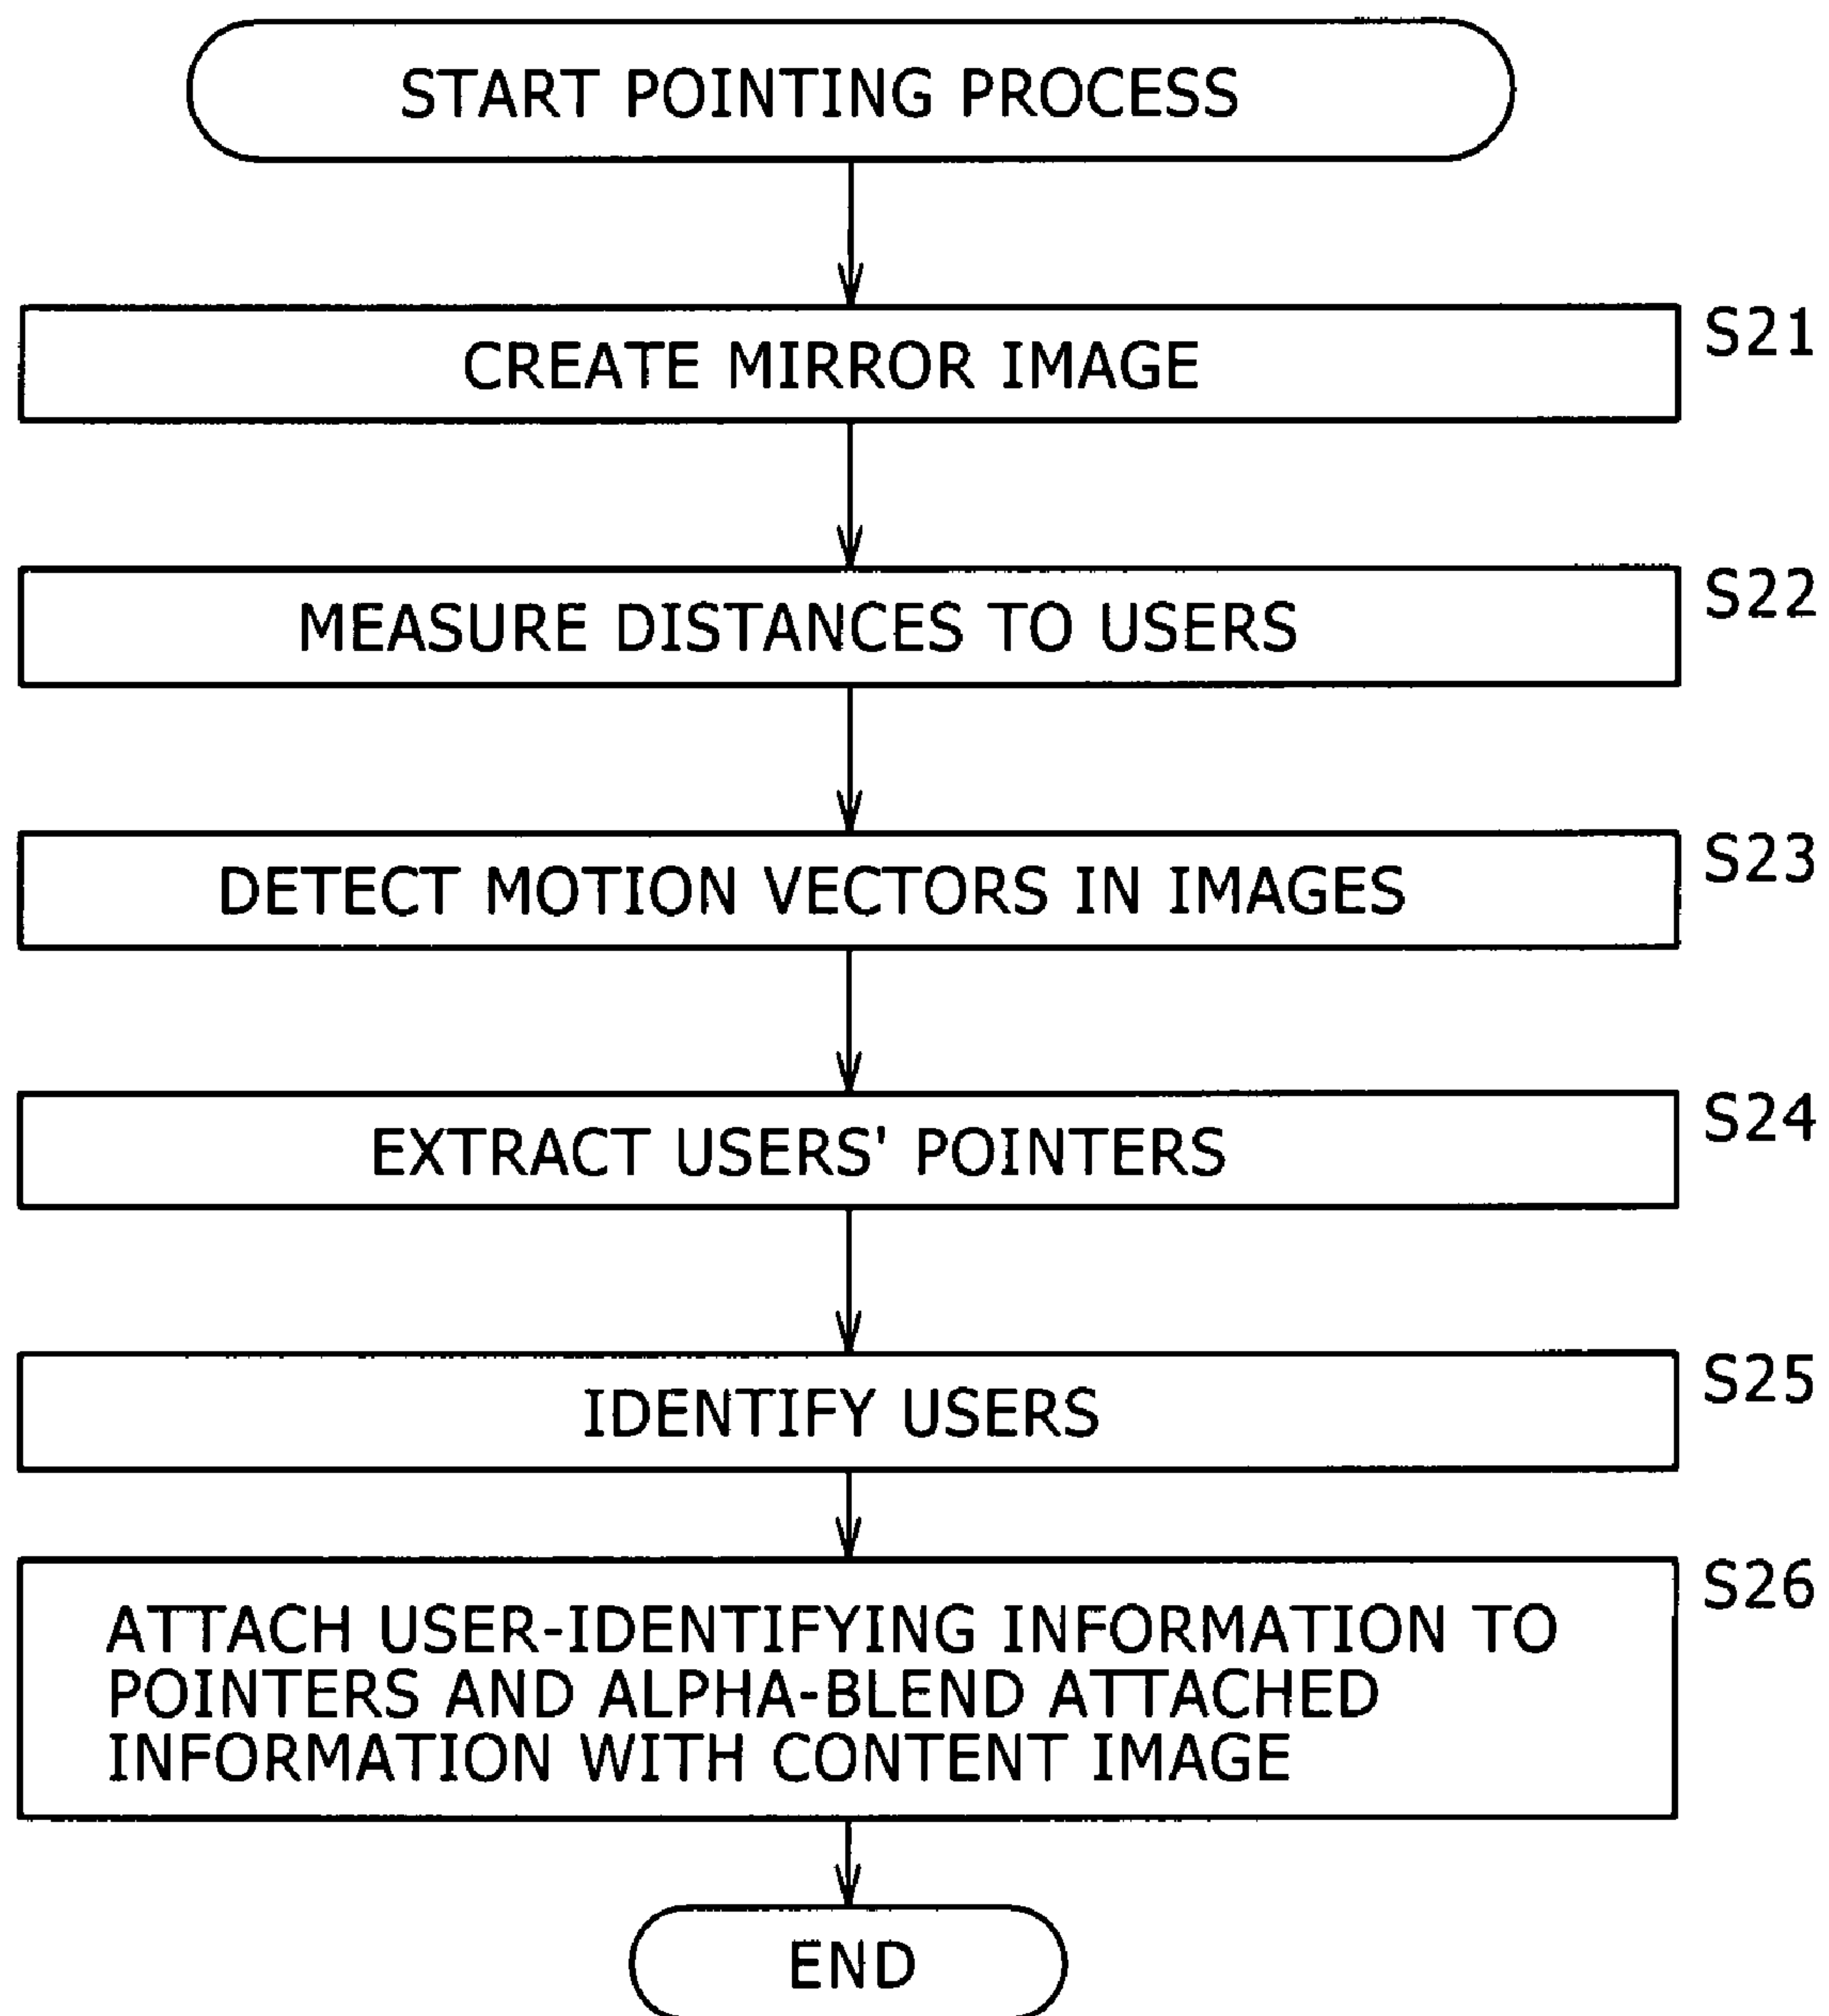 START POINTING PROCESS
CREATE MIRROR IMAGE
S21
MEASURE DISTANCES TO USERS
S22
DETECT MOTION VECTORS IN IMAGES
S23
EXTRACT USERS' POINTERS
S24
IDENTIFY USERS
S25
ATTACH USER-IDENTIFYING INFORMATION TO
POINTERS AND ALPHA-BLEND ATTACHED
INFORMATION WITH CONTENT IMAGE
S26
END